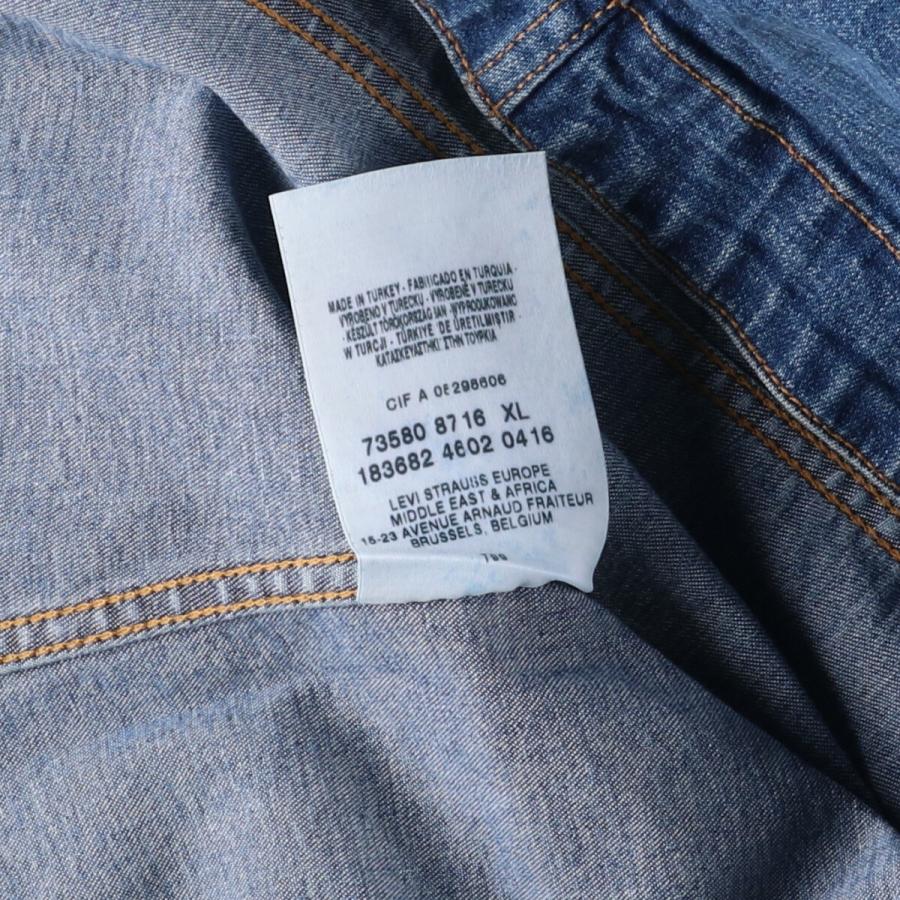 MADE IN TURKEY - FABRICADO EN TURQUIA -
VYROBENO V TURECKU - VYROBENÉ V TURECKU
- KÉSZÜLT TÖRÖKORSZÁGBAN - WYPRODUKOWANO
W TURCJI - TÜRKIYE DE ÜRETILMISTIR -
ΚΑΤΑΣΚΕΥΑΣΤΗΚΕ ΣΤΗΝ ΤΟΥΡΚΙΑ
CIF A
73580 8716 XL
183682 4602 0416
LEVI STRAUSS EUROPE
MIDDLE EAST & AFRICA
15-23 AVENUE ARNAUD FRAITEUR
BRUSSELS, BELGIUM